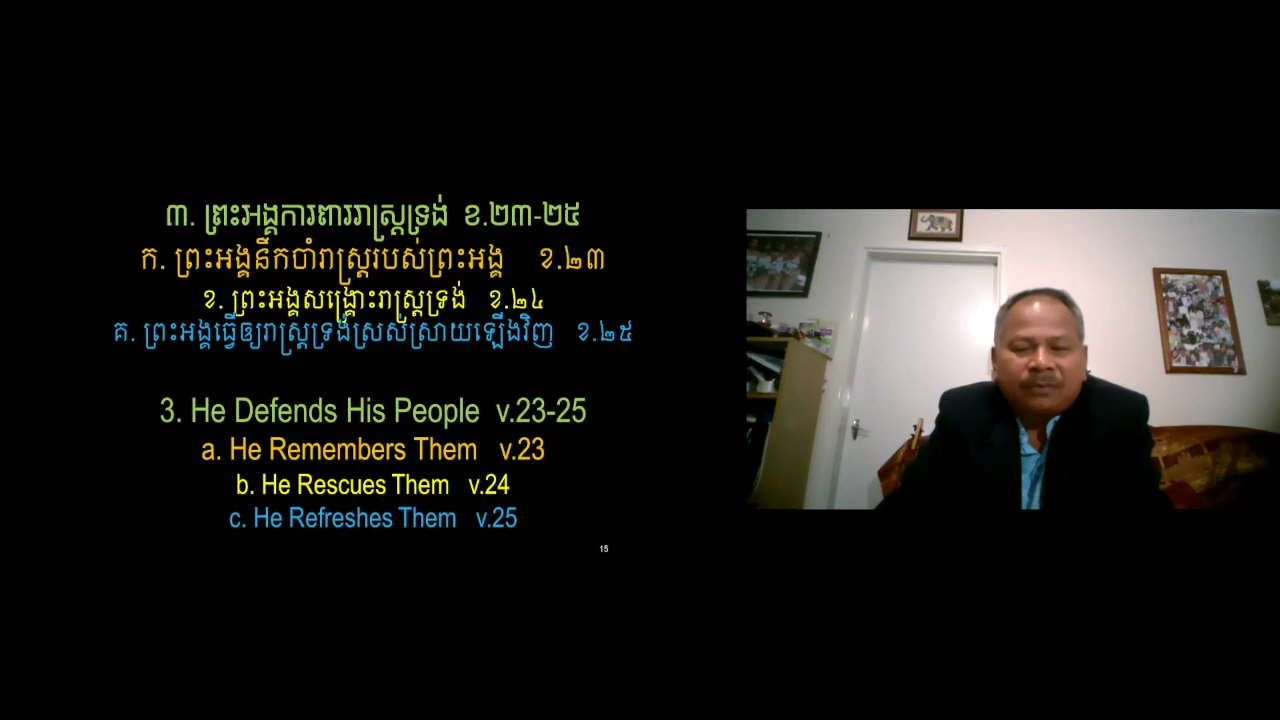 ៣. ព្រះអង្គការពាររាស្ត្រទ្រង់ ខ.២៣-២៥
ក. ព្រះអង្គនឹកចាំរាស្ត្ររបស់ព្រះអង្គ ខ.២៣
ខ. ព្រះអង្គសង្គ្រោះរាស្ត្រទ្រង់ ខ.២៤
គ. ព្រះអង្គធ្វើឲ្យរាស្ត្រទ្រង់ស្រស់ស្រាយឡើងវិញ ខ.២៥
3. He Defends His People v.23-25
a. He Remembers Them v.23
b. He Rescues Them v.24
c. He Refreshes Them v.25
15